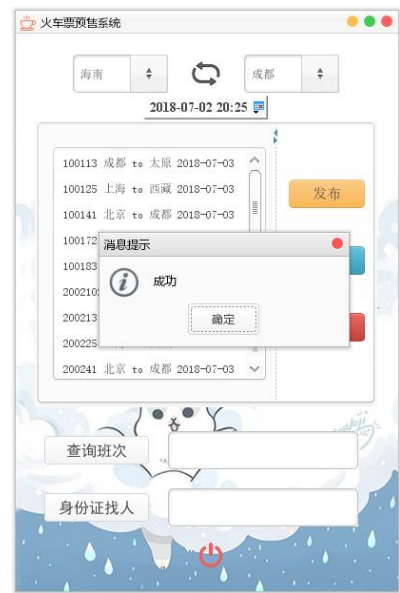 火车票预售系统
海南
成都
2018-07-02 20:25
100113 成都 to 太原 2018-07-03
100125 上海 to 西藏 2018-07-03
100141 北京 to 成都 2018-07-03
发布
100172
消息提示
100183
成功
200210
200213
确定
200225
200241 北京 to 成都 2018-07-03
查询班次
身份证找人